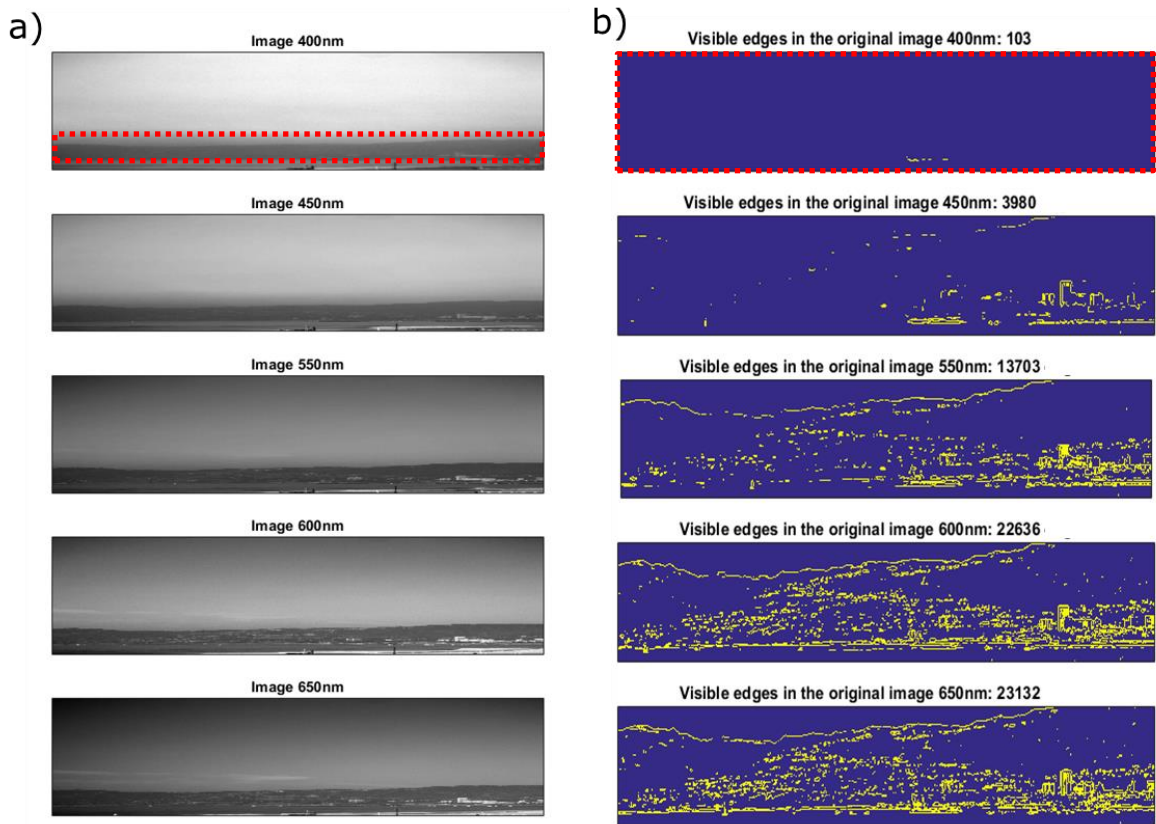 a)
Image 400nm
Image 450nm
Image 550nm
Image 600nm
Image 650nm
b)
Visible edges in the original image 400nm: 103
Visible edges in the original image 450nm: 3980
Visible edges in the original image 550nm: 13703
Visible edges in the original image 600nm: 22636
Visible edges in the original image 650nm: 23132